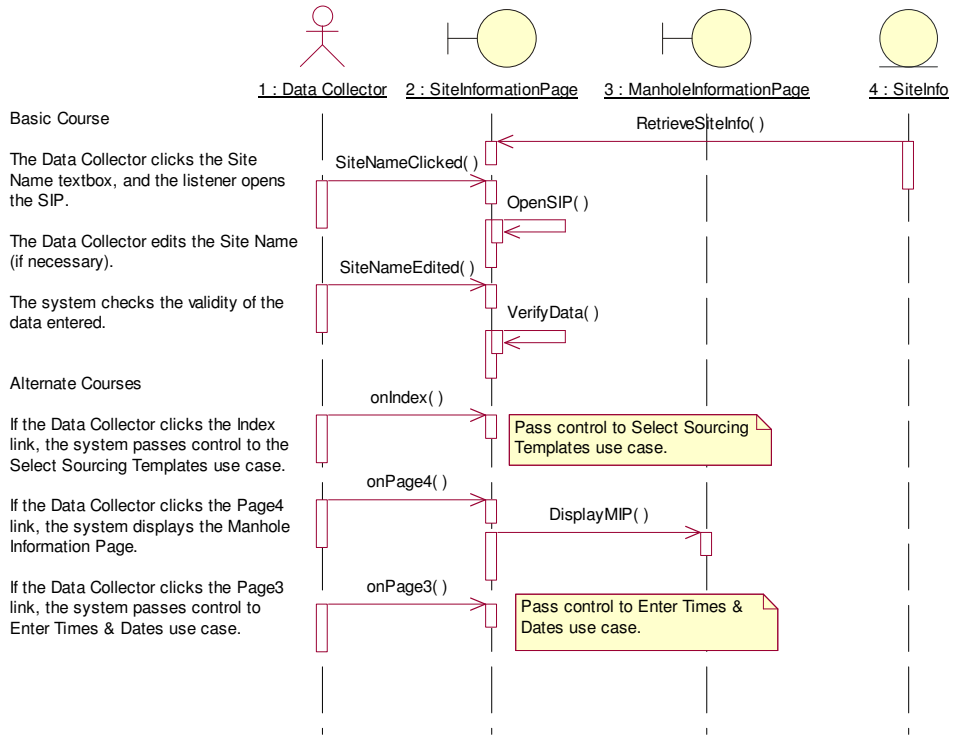 1 : Data Collector
2 : SiteInformationPage
3 : ManholeInformationPage
4 : SiteInfo
Basic Course
The Data Collector clicks the Site
Name textbox, and the listener opens
the SIP.
The Data Collector edits the Site Name
(if necessary).
The system checks the validity of the
data entered.
Alternate Courses
If the Data Collector clicks the Index
link, the system passes control to the
Select Sourcing Templates use case.
If the Data Collector clicks the Page4
link, the system displays the Manhole
Information Page.
If the Data Collector clicks the Page3
link, the system passes control to
Enter Times & Dates use case.
RetrieveSiteInfo( )
SiteNameClicked( )
OpenSIP( )
SiteNameEdited( )
VerifyData( )
onIndex( )
Pass control to Select Sourcing
Templates use case.
onPage4( )
DisplayMIP( )
onPage3( )
Pass control to Enter Times &
Dates use case.